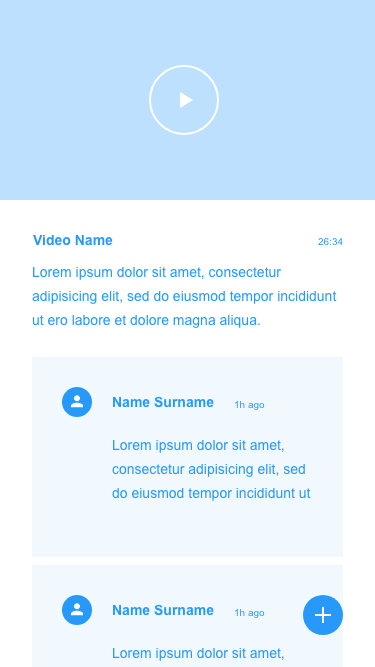 Video Name
26:34
Lorem ipsum dolor sit amet, consectetur
adipisicing elit, sed do eiusmod tempor incididunt
ut ero labore et dolore magna aliqua.
Name Surname 1h ago
Lorem ipsum dolor sit amet,
consectetur adipisicing elit, sed
do eiusmod tempor incididunt ut
Name Surname 1h ago
Lorem ipsum dolor sit amet,